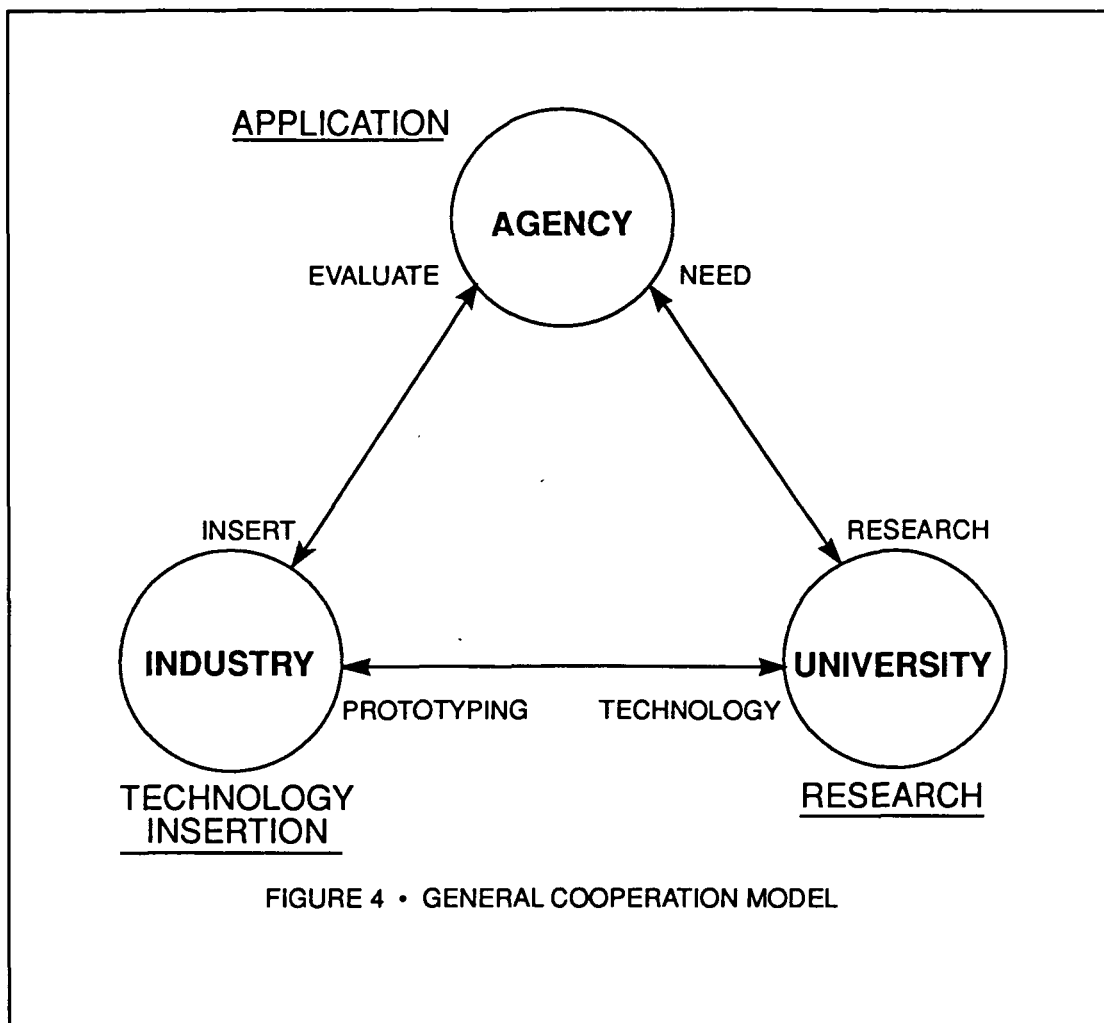 APPLICATION
AGENCY
EVALUATE
NEED
INSERT
RESEARCH
INDUSTRY
UNIVERSITY
PROTOTYPING
TECHNOLOGY
TECHNOLOGY
INSERTION
RESEARCH
FIGURE 4 • GENERAL COOPERATION MODEL